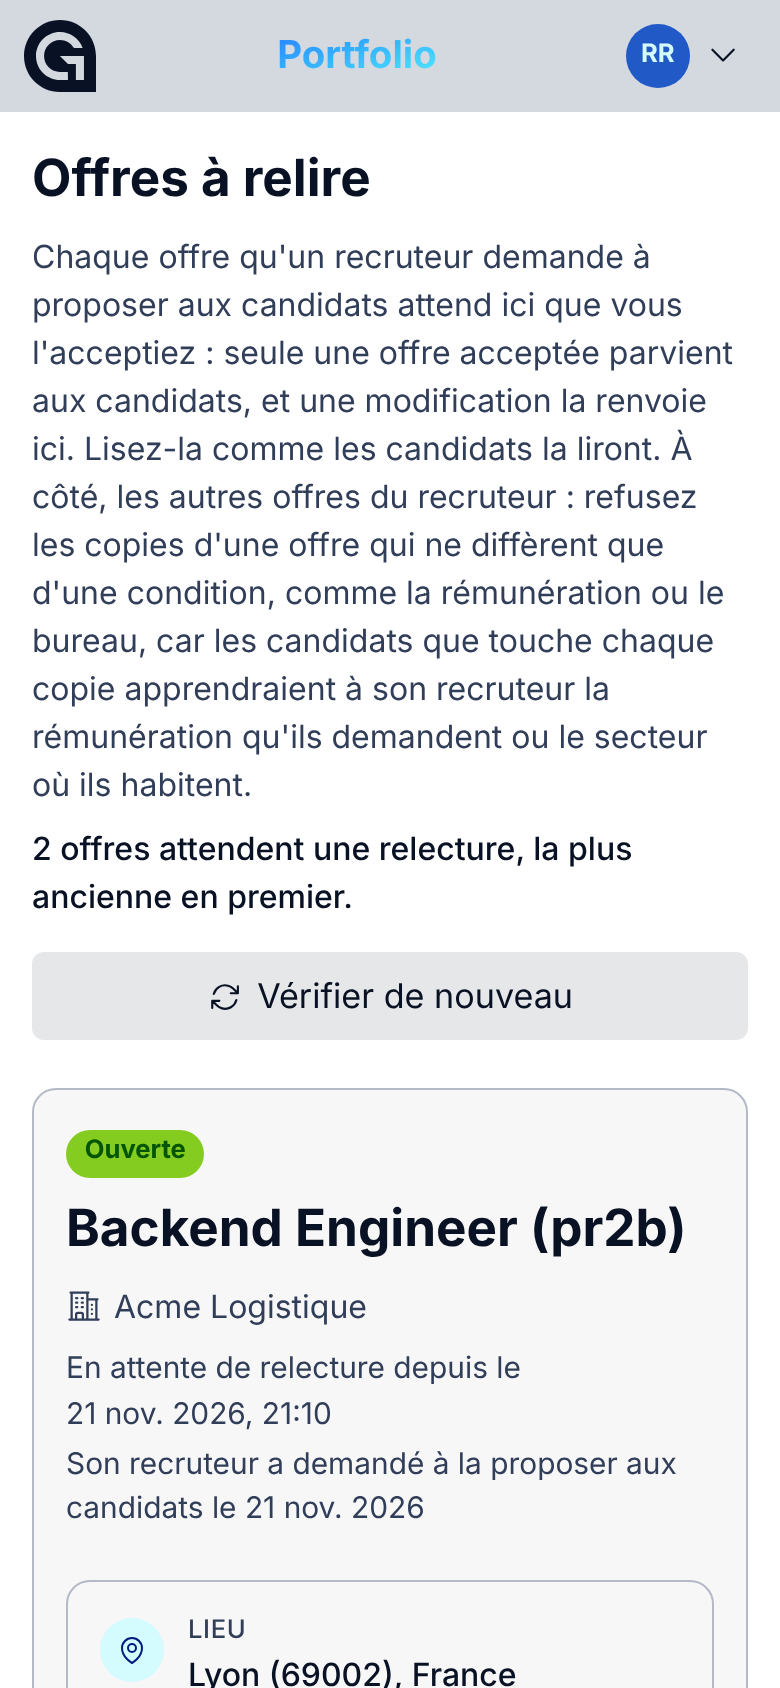 Portfolio
RR
Offres à relire
Chaque offre qu'un recruteur demande à
proposer aux candidats attend ici que vous
l'acceptiez : seule une offre acceptée parvient
aux candidats, et une modification la renvoie
ici. Lisez-la comme les candidats la liront. À
côté, les autres offres du recruteur : refusez
les copies d'une offre qui ne diffèrent que
d'une condition, comme la rémunération ou le
bureau, car les candidats que touche chaque
copie apprendraient à son recruteur la
rémunération qu'ils demandent ou le secteur
où ils habitent.
2 offres attendent une relecture, la plus
ancienne en premier.
Vérifier de nouveau
Ouverte
Backend Engineer (pr2b)
Acme Logistique
En attente de relecture depuis le
21 nov. 2026, 21:10
Son recruteur a demandé à la proposer aux
candidats le 21 nov. 2026
LIEU
Lyon (69002), France